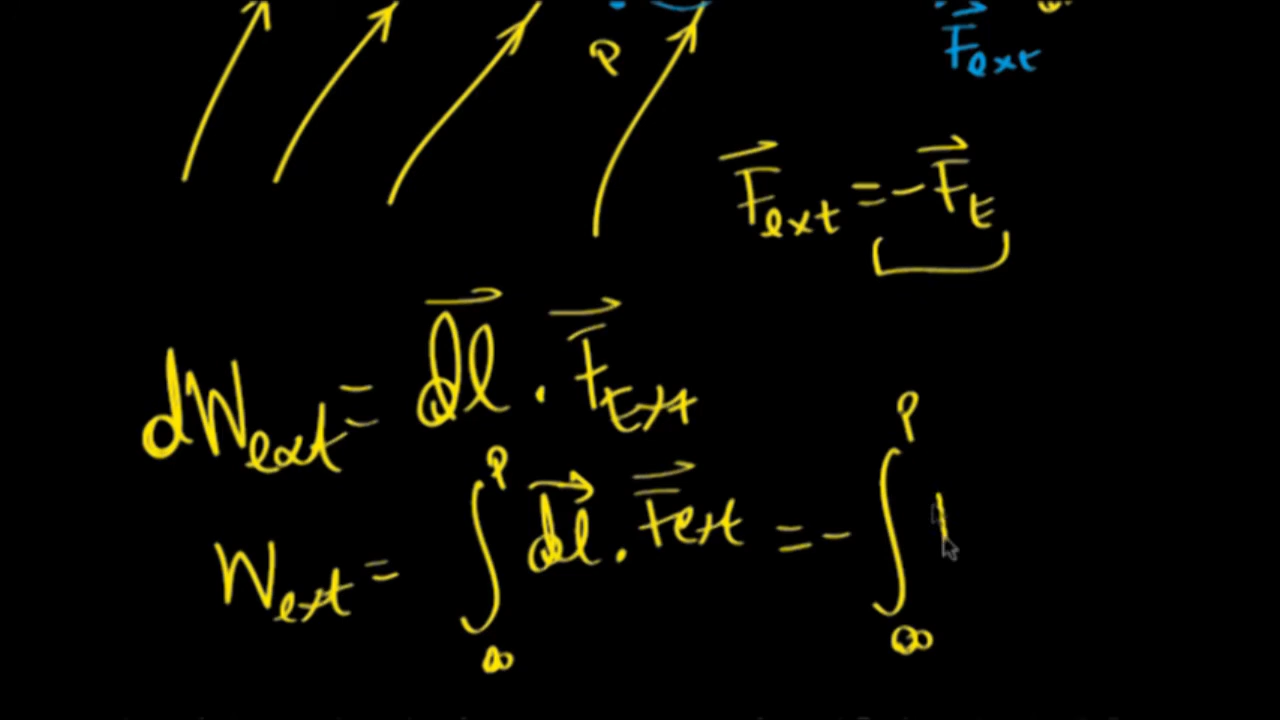 P
F⃗ext
F⃗ext = -F⃗t
dWext = dl⃗ . F⃗ext
Wext = ∫∞^P dl⃗ . F⃗ext = - ∫∞^P